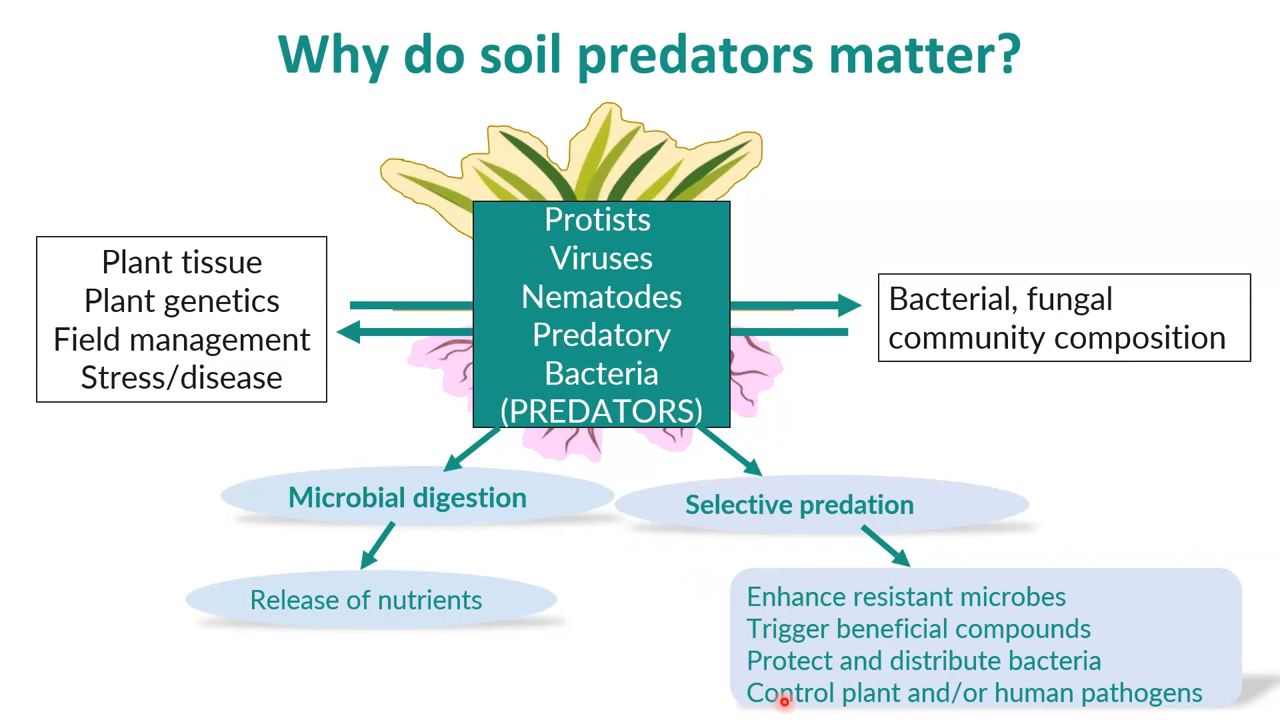 Why do soil predators matter?
Protists
Viruses
Nematodes
Predatory
Bacteria
(PREDATORS)
Plant tissue
Plant genetics
Field management
Stress/disease
Bacterial, fungal
community composition
Microbial digestion
Selective predation
Release of nutrients
Enhance resistant microbes
Trigger beneficial compounds
Protect and distribute bacteria
Control plant and/or human pathogens